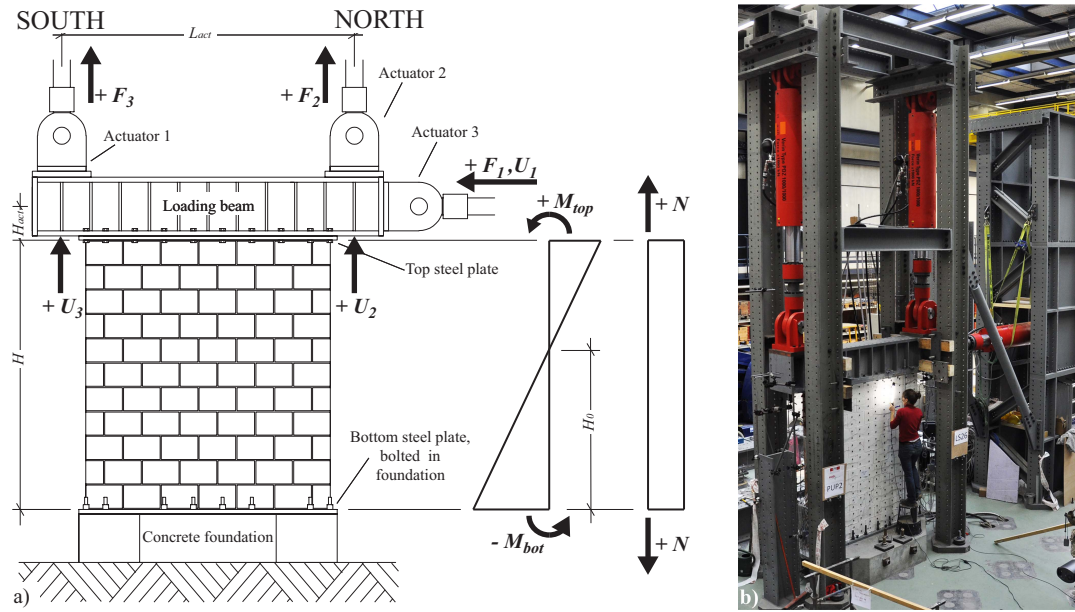 SOUTH
NORTH
Lact
+ F3
+ F2
Actuator 2
Actuator 1
Actuator 3
+ F1 , U1
Hact
Loading beam
+ Mtop
+ N
Top steel plate
+ U3
+ U2
H
H0
Bottom steel plate,
bolted in
foundation
Concrete foundation
- Mbot
+ N
a)
PUP2
LS26
b)